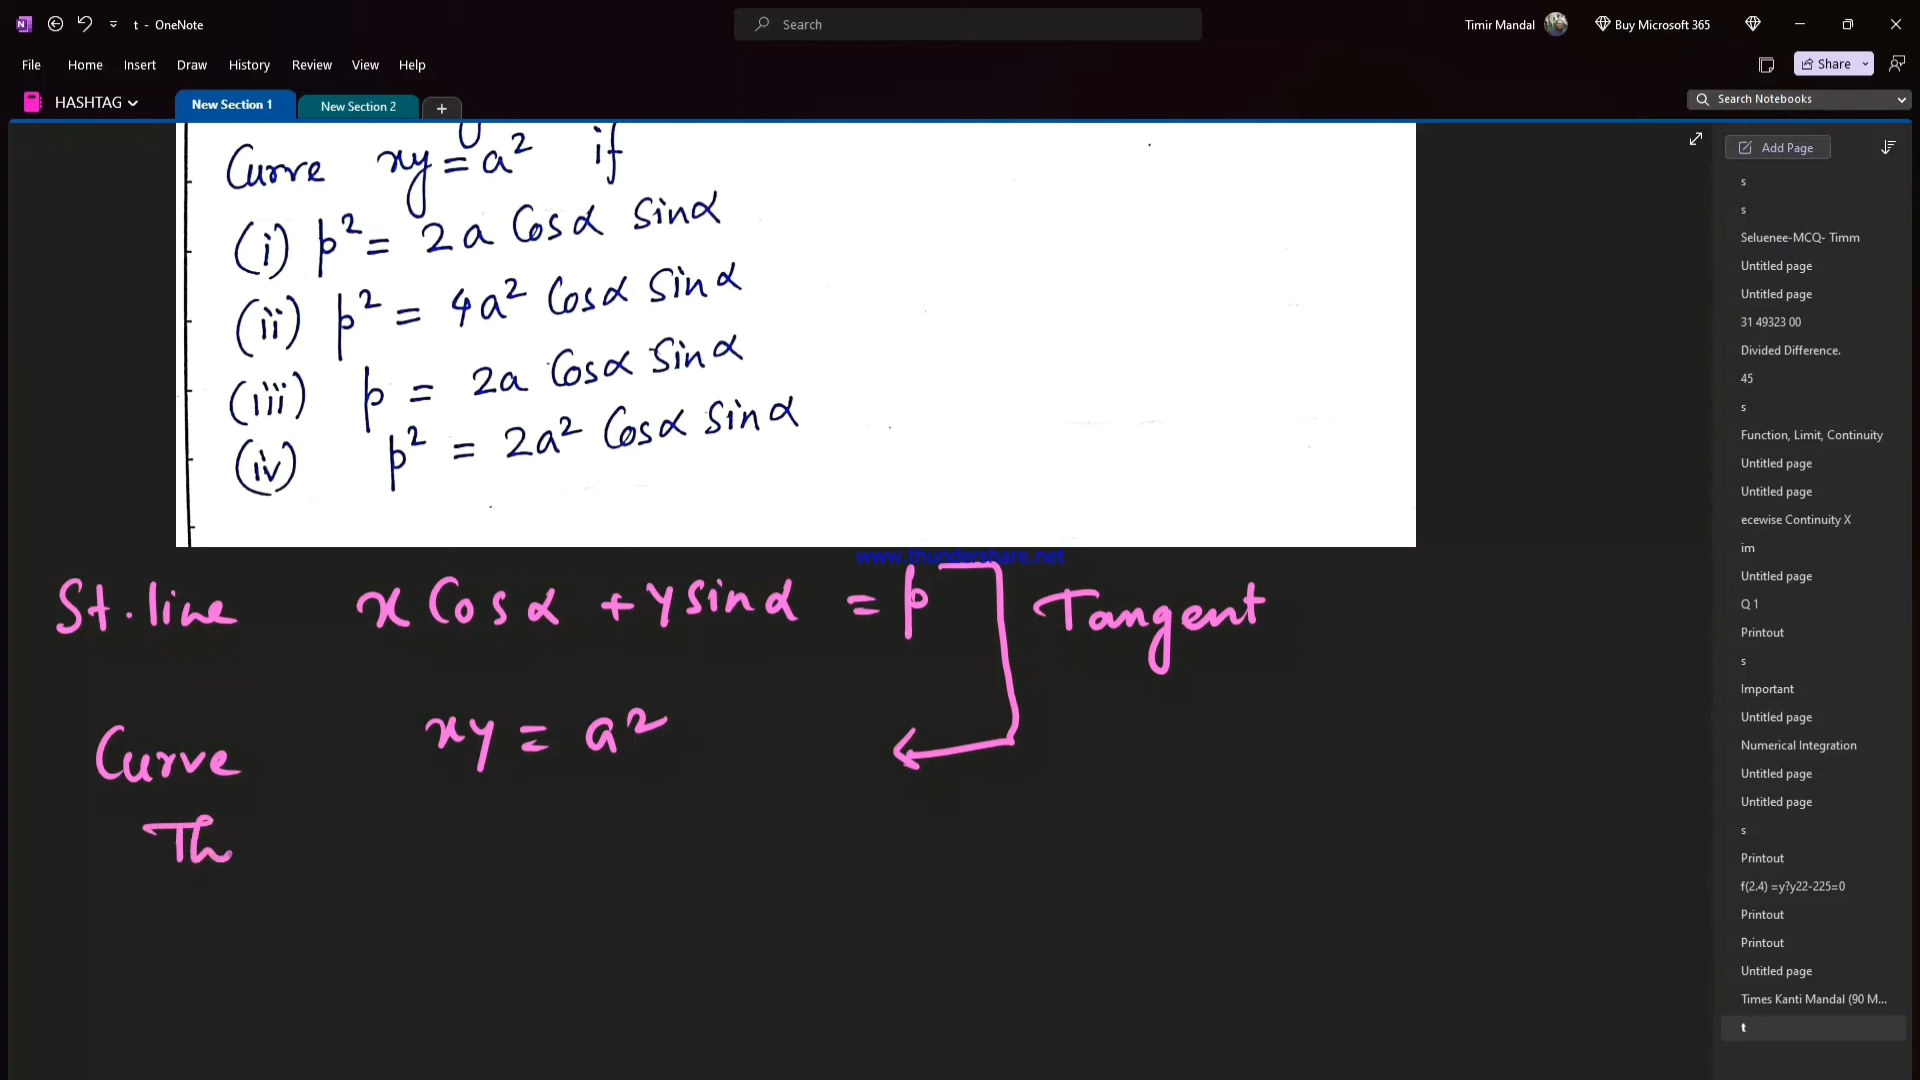 t - OneNote
Search
Timir Mandal
Buy Microsoft 365
File Home Insert Draw History Review View Help
Share
HASHTAG
New Section 1
New Section 2
+
Search Notebooks
Add Page
Curve xy = a² if
(i) p² = 2a Cosα Sinα
(ii) p² = 4a² Cosα Sinα
(iii) p = 2a Cosα Sinα
(iv) p² = 2a² Cosα Sinα
www.thundershare.net
St. line x Cosα + y sinα = p Tangent
Curve xy = a²
Th
s
s
Seluenee-MCQ- Timm
Untitled page
Untitled page
31 49323 00
Divided Difference.
45
s
Function, Limit, Continuity
Untitled page
Untitled page
ecewise Continuity X
im
Untitled page
Q 1
Printout
s
Important
Untitled page
Numerical Integration
Untitled page
Untitled page
s
Printout
f(2.4) =y?y22-225=0
Printout
Printout
Untitled page
Times Kanti Mandal (90 M...
t